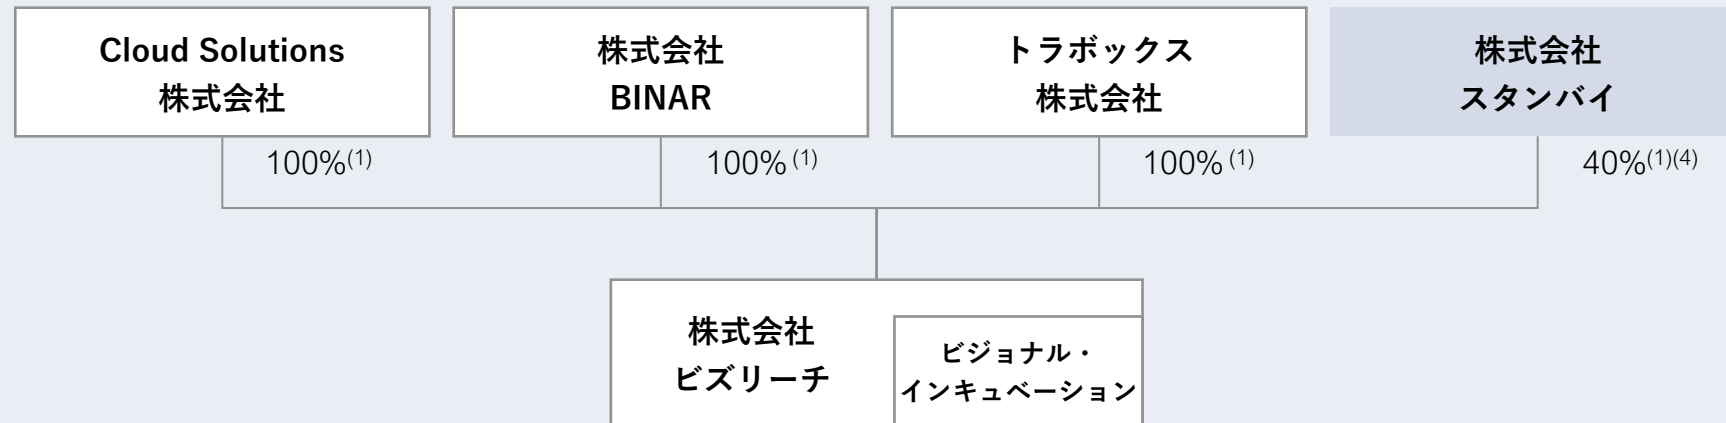 Cloud Solutions
株式会社
株式会社
BINAR
トラボックス
株式会社
株式会社
スタンバイ
100%(1)
100%(1)
100%(1)
40%(1)(4)
株式会社
ビズリーチ
ビジョナル・
インキュベーション